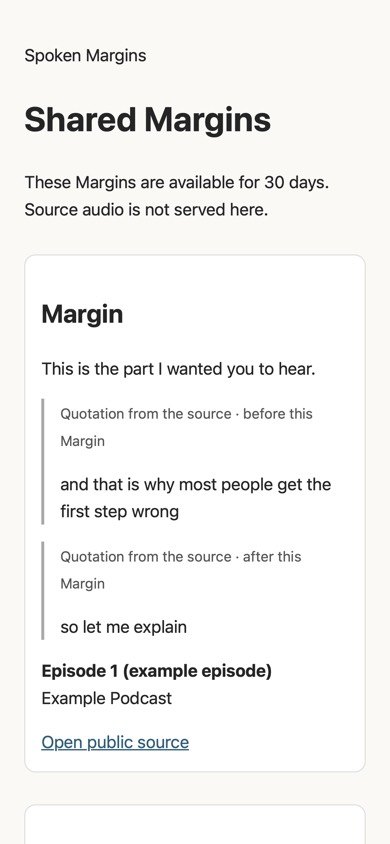 Spoken Margins
Shared Margins
These Margins are available for 30 days.
Source audio is not served here.
Margin
This is the part I wanted you to hear.
Quotation from the source · before this
Margin
and that is why most people get the
first step wrong
Quotation from the source · after this
Margin
so let me explain
Episode 1 (example episode)
Example Podcast
Open public source